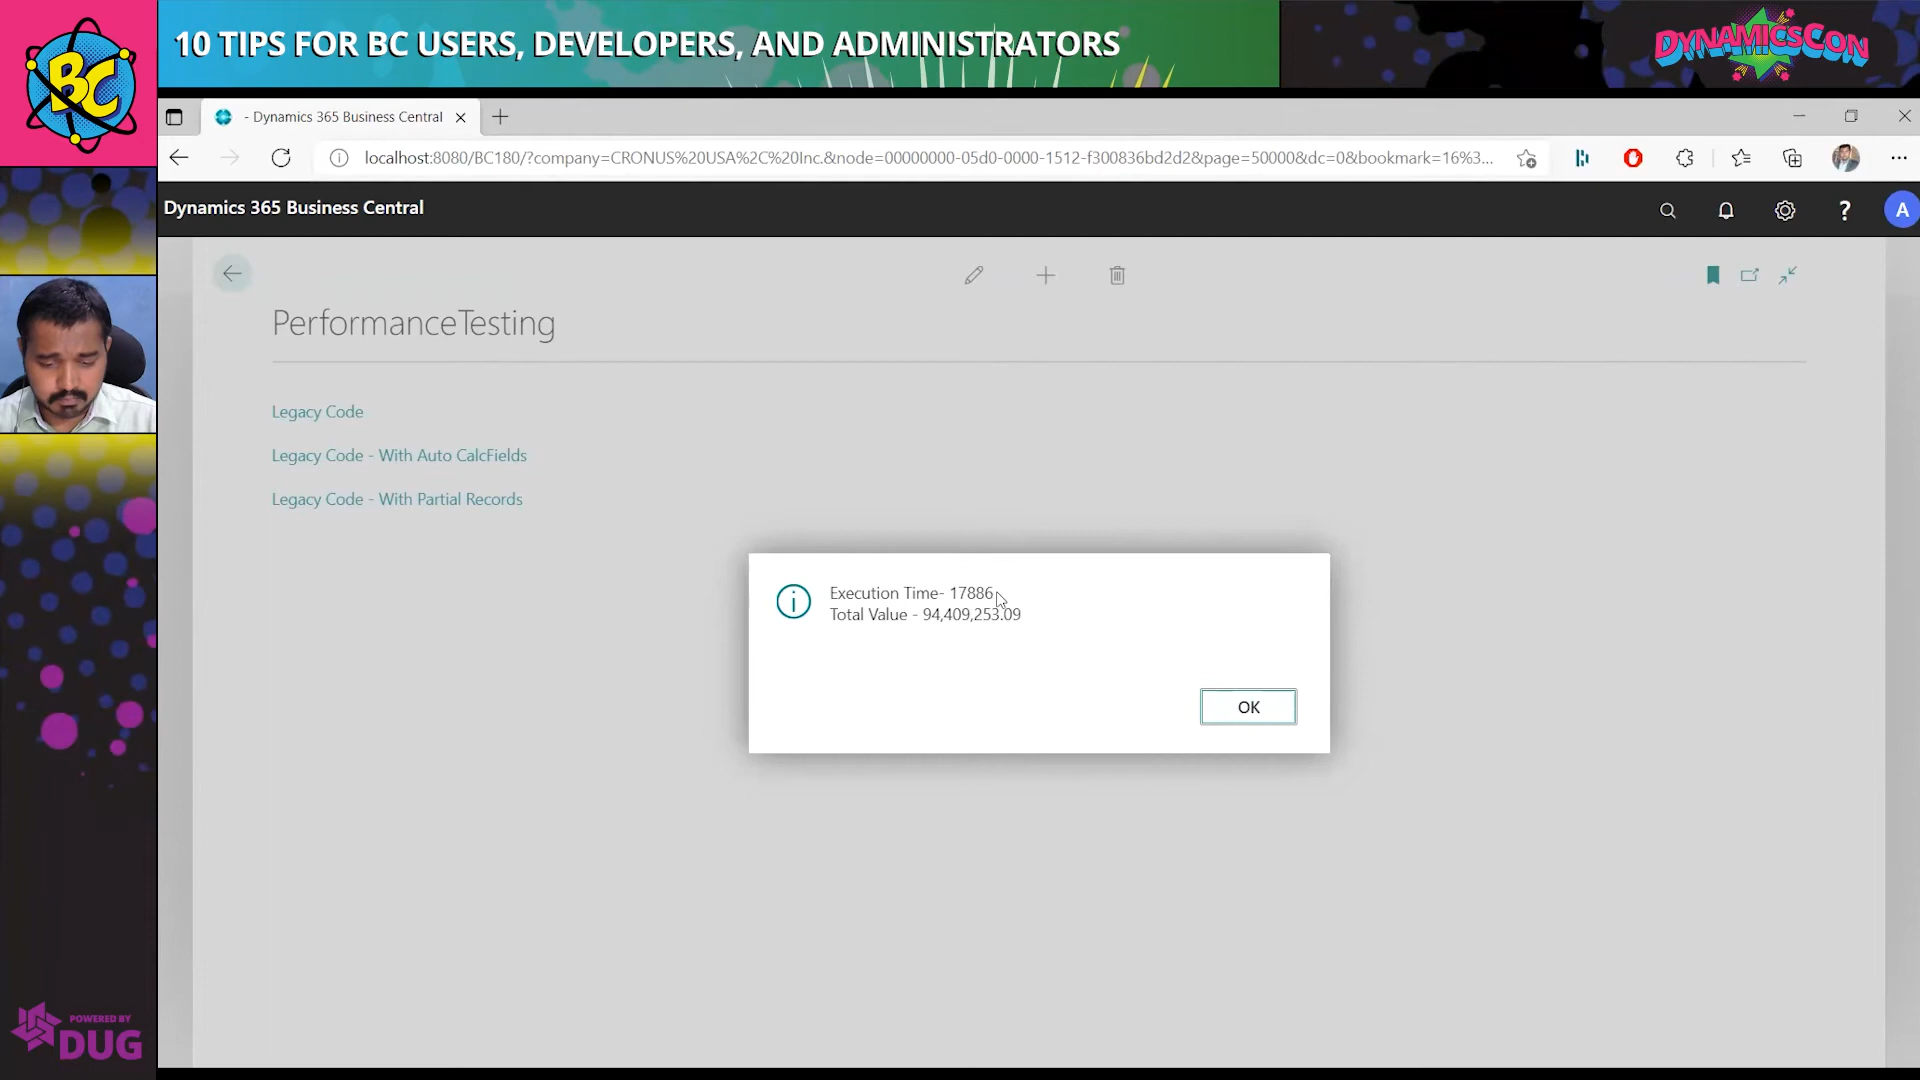 BC
10 TIPS FOR BC USERS, DEVELOPERS, AND ADMINISTRATORS
DYNAMICSCON
- Dynamics 365 Business Central
localhost:8080/BC180/?company=CRONUS%20USA%2C%20Inc.&node=00000000-05d0-0000-1512-f300836bd2d2&page=50000&dc=0&bookmark=16%3...
Dynamics 365 Business Central
?
A
PerformanceTesting
Legacy Code
Legacy Code - With Auto CalcFields
Legacy Code - With Partial Records
Execution Time- 17886
Total Value - 94,409,253.09
OK
POWERED BY
DUG